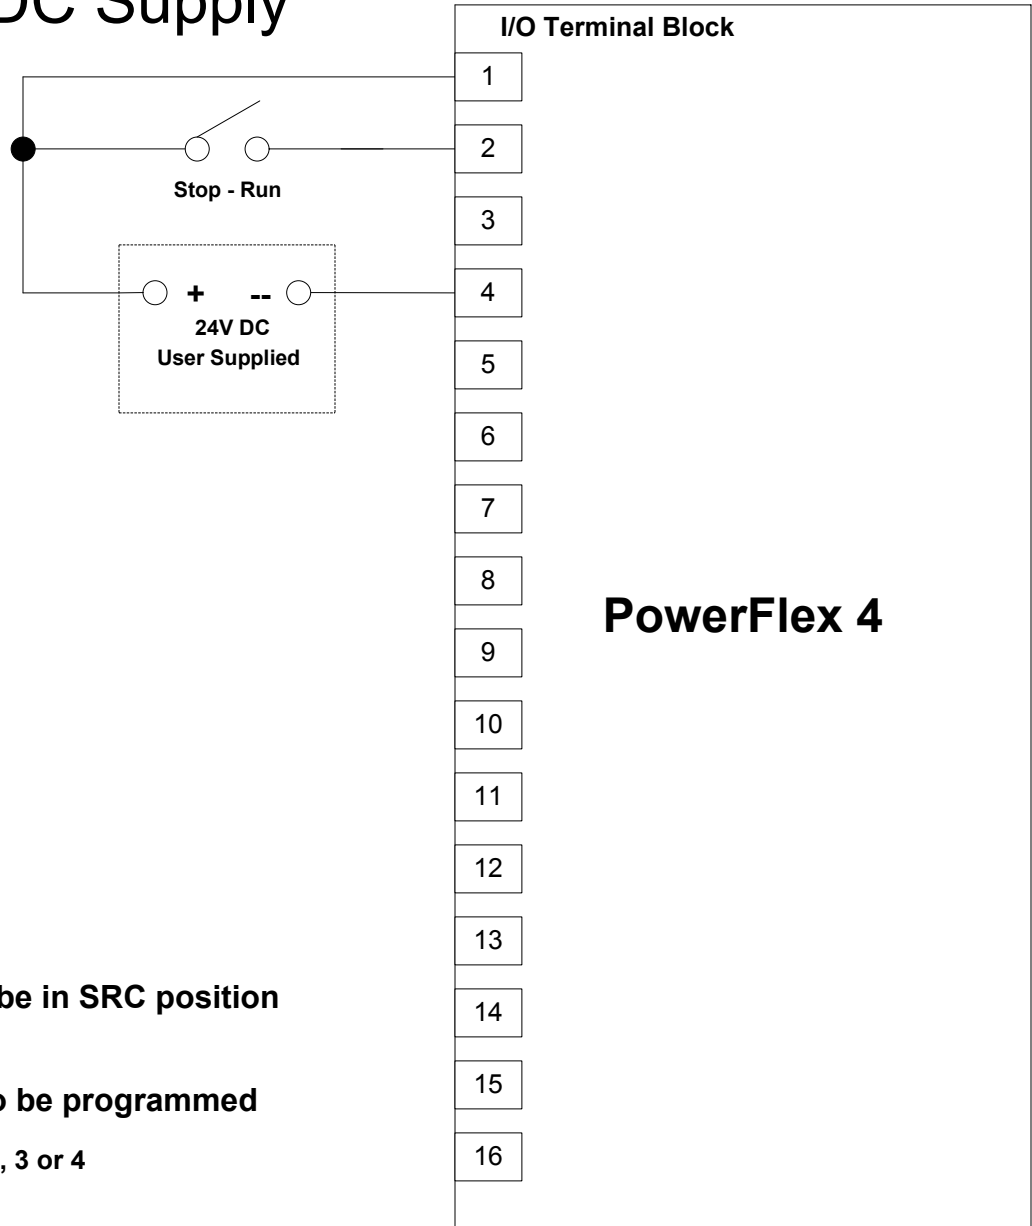 DC Supply
I/O Terminal Block
1
2
Stop - Run
3
+ --
4
24V DC
User Supplied
5
6
7
8
PowerFlex 4
9
10
11
12
13
be in SRC position
14
15
be programmed
, 3 or 4
16